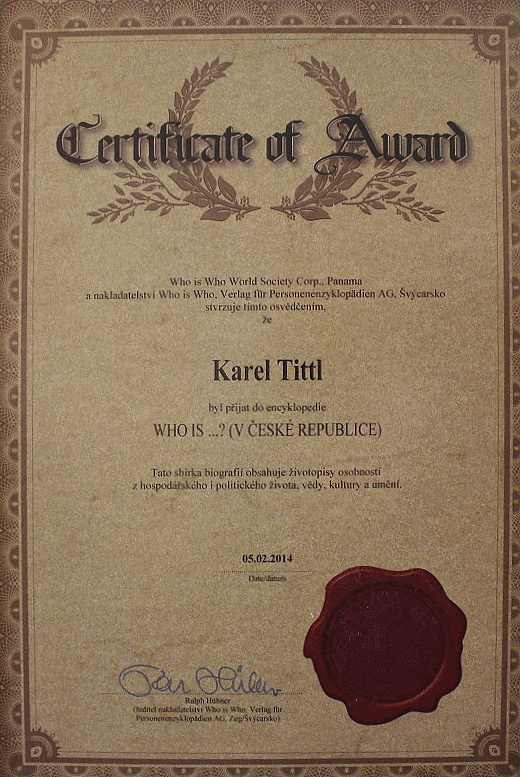 Certificate of Award
Who is Who World Society Corp., Panama
a nakladatelství Who is Who, Verlag für Personenenzyklopädien AG, Švýcarsko
stvrzuje tímto osvědčením,
že
Karel Tittl
byl přijat do encyklopedie
WHO IS ...? (V ČESKÉ REPUBLICE)
Tato sbírka biografií obsahuje životopisy osobností
z hospodářského i politického života, vědy, kultury a umění.
05.02.2014
Date/datum
Ralph Hübner
(ředitel nakladatelství Who is Who, Verlag für
Personenenzyklopädien AG, Zug/Švýcarsko)